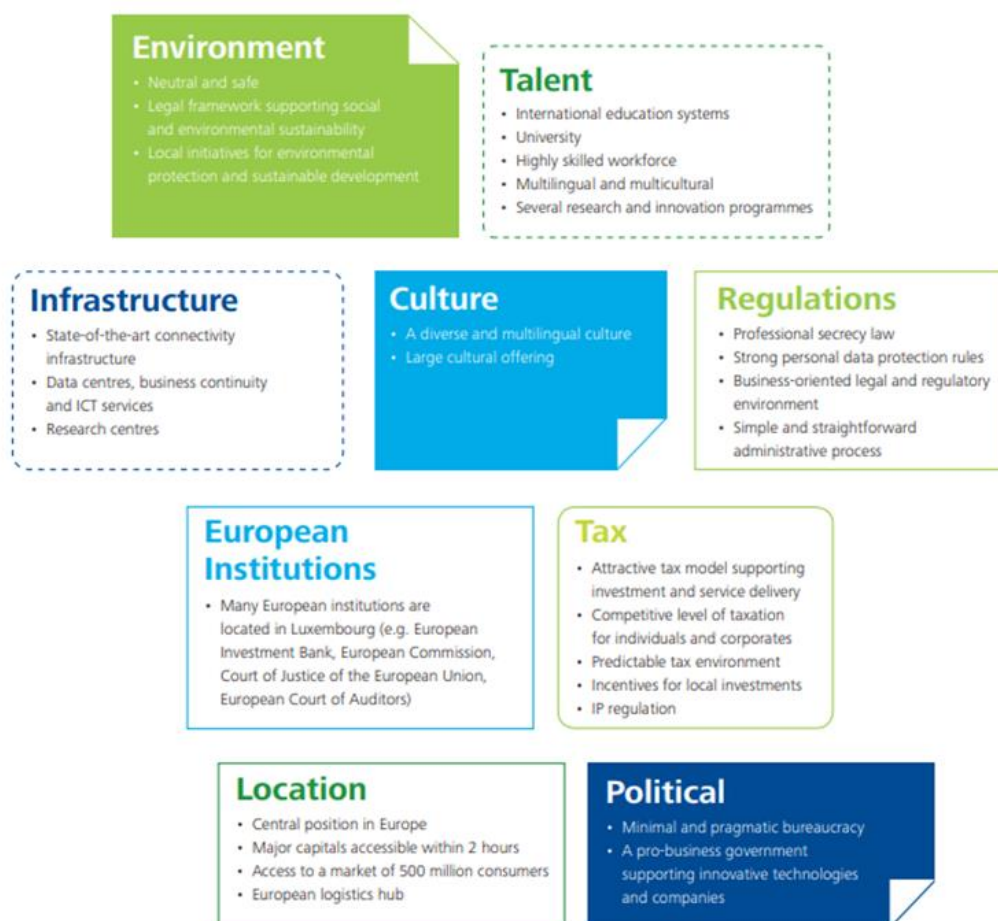 Environment
• Neutral and safe
• Legal framework supporting social
and environmental sustainability
• Local initiatives for environmental
protection and sustainable development
Talent
• International education systems
• University
• Highly skilled workforce
• Multilingual and multicultural
• Several research and innovation programmes
Infrastructure
• State-of-the-art connectivity
infrastructure
• Data centres, business continuity
and ICT services
• Research centres
Culture
• A diverse and multilingual culture
• Large cultural offering
Regulations
• Professional secrecy law
• Strong personal data protection rules
• Business-oriented legal and regulatory
environment
• Simple and straightforward
administrative process
European
Institutions
• Many European institutions are
located in Luxembourg (e.g. European
Investment Bank, European Commission,
Court of Justice of the European Union,
European Court of Auditors)
Tax
• Attractive tax model supporting
investment and service delivery
• Competitive level of taxation
for individuals and corporates
• Predictable tax environment
• Incentives for local investments
• IP regulation
Location
• Central position in Europe
• Major capitals accessible within 2 hours
• Access to a market of 500 million consumers
• European logistics hub
Political
• Minimal and pragmatic bureaucracy
• A pro-business government
supporting innovative technologies
and companies